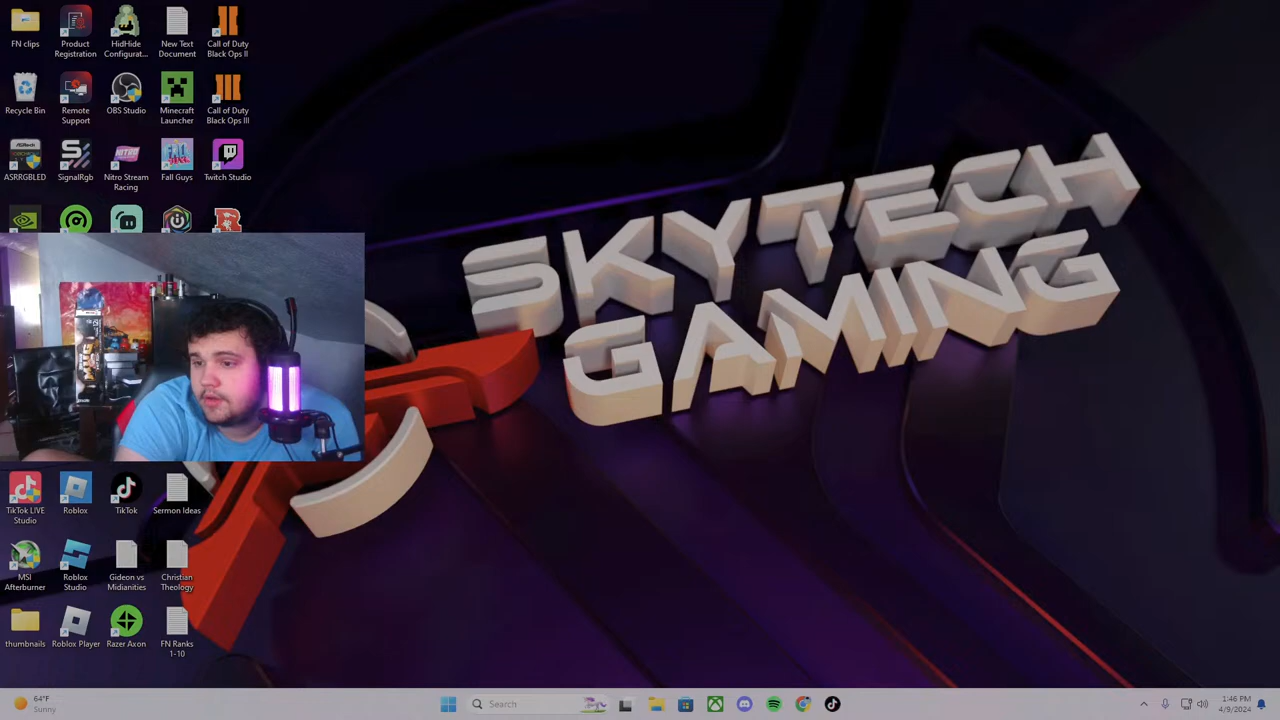 FN clips
Product
Registration
HidHide
Configurat...
New Text
Document
Call of Duty
Black Ops II
Recycle Bin
Remote
Support
OBS Studio
Minecraft
Launcher
Call of Duty
Black Ops III
ASRRGBLED
SignalRgb
Nitro Stream
Racing
Fall Guys
Twitch Studio
SKYTECH
GAMING
TikTok LIVE
Studio
Roblox
TikTok
Sermon Ideas
MSI
Afterburner
Roblox
Studio
Gideon vs
Midianities
Christian
Theology
thumbnails
Roblox Player
Razer Axon
FN Ranks
1-10
64°F
Sunny
Search
1:46 PM
4/9/2024